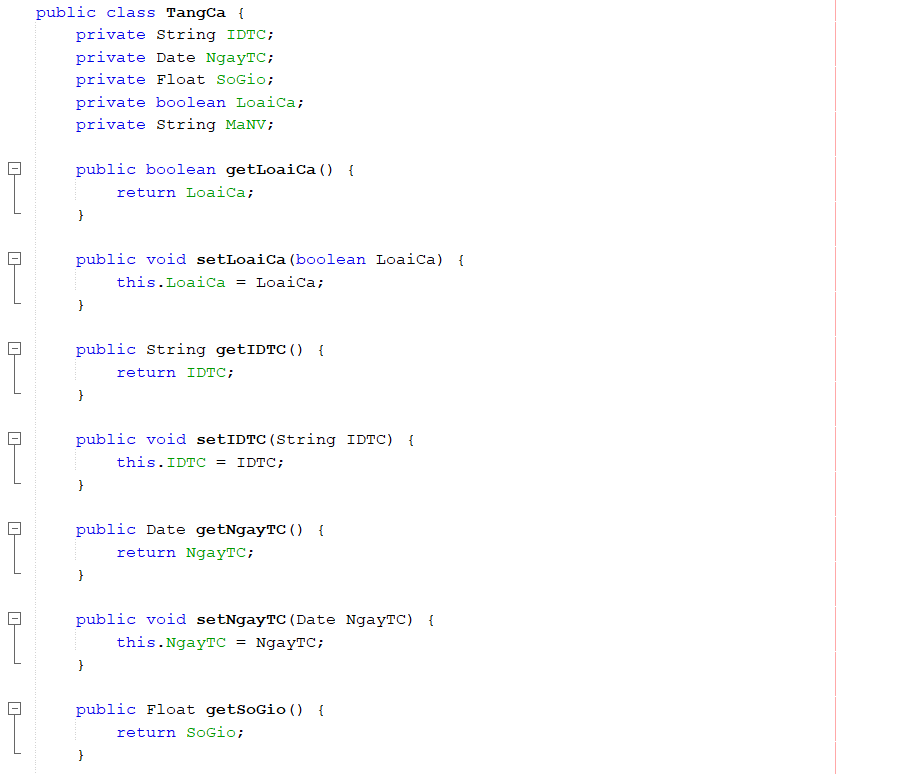 public class TangCa {
private String IDTC;
private Date NgayTC;
private Float SoGio;
private boolean LoaiCa;
private String MaNV;
public boolean getLoaiCa() {
return LoaiCa;
}
public void setLoaiCa(boolean LoaiCa) {
this.LoaiCa = LoaiCa;
}
public String getIDTC() {
return IDTC;
}
public void setIDTC(String IDTC) {
this.IDTC = IDTC;
}
public Date getNgayTC() {
return NgayTC;
}
public void setNgayTC(Date NgayTC) {
this.NgayTC = NgayTC;
}
public Float getSoGio() {
return SoGio;
}